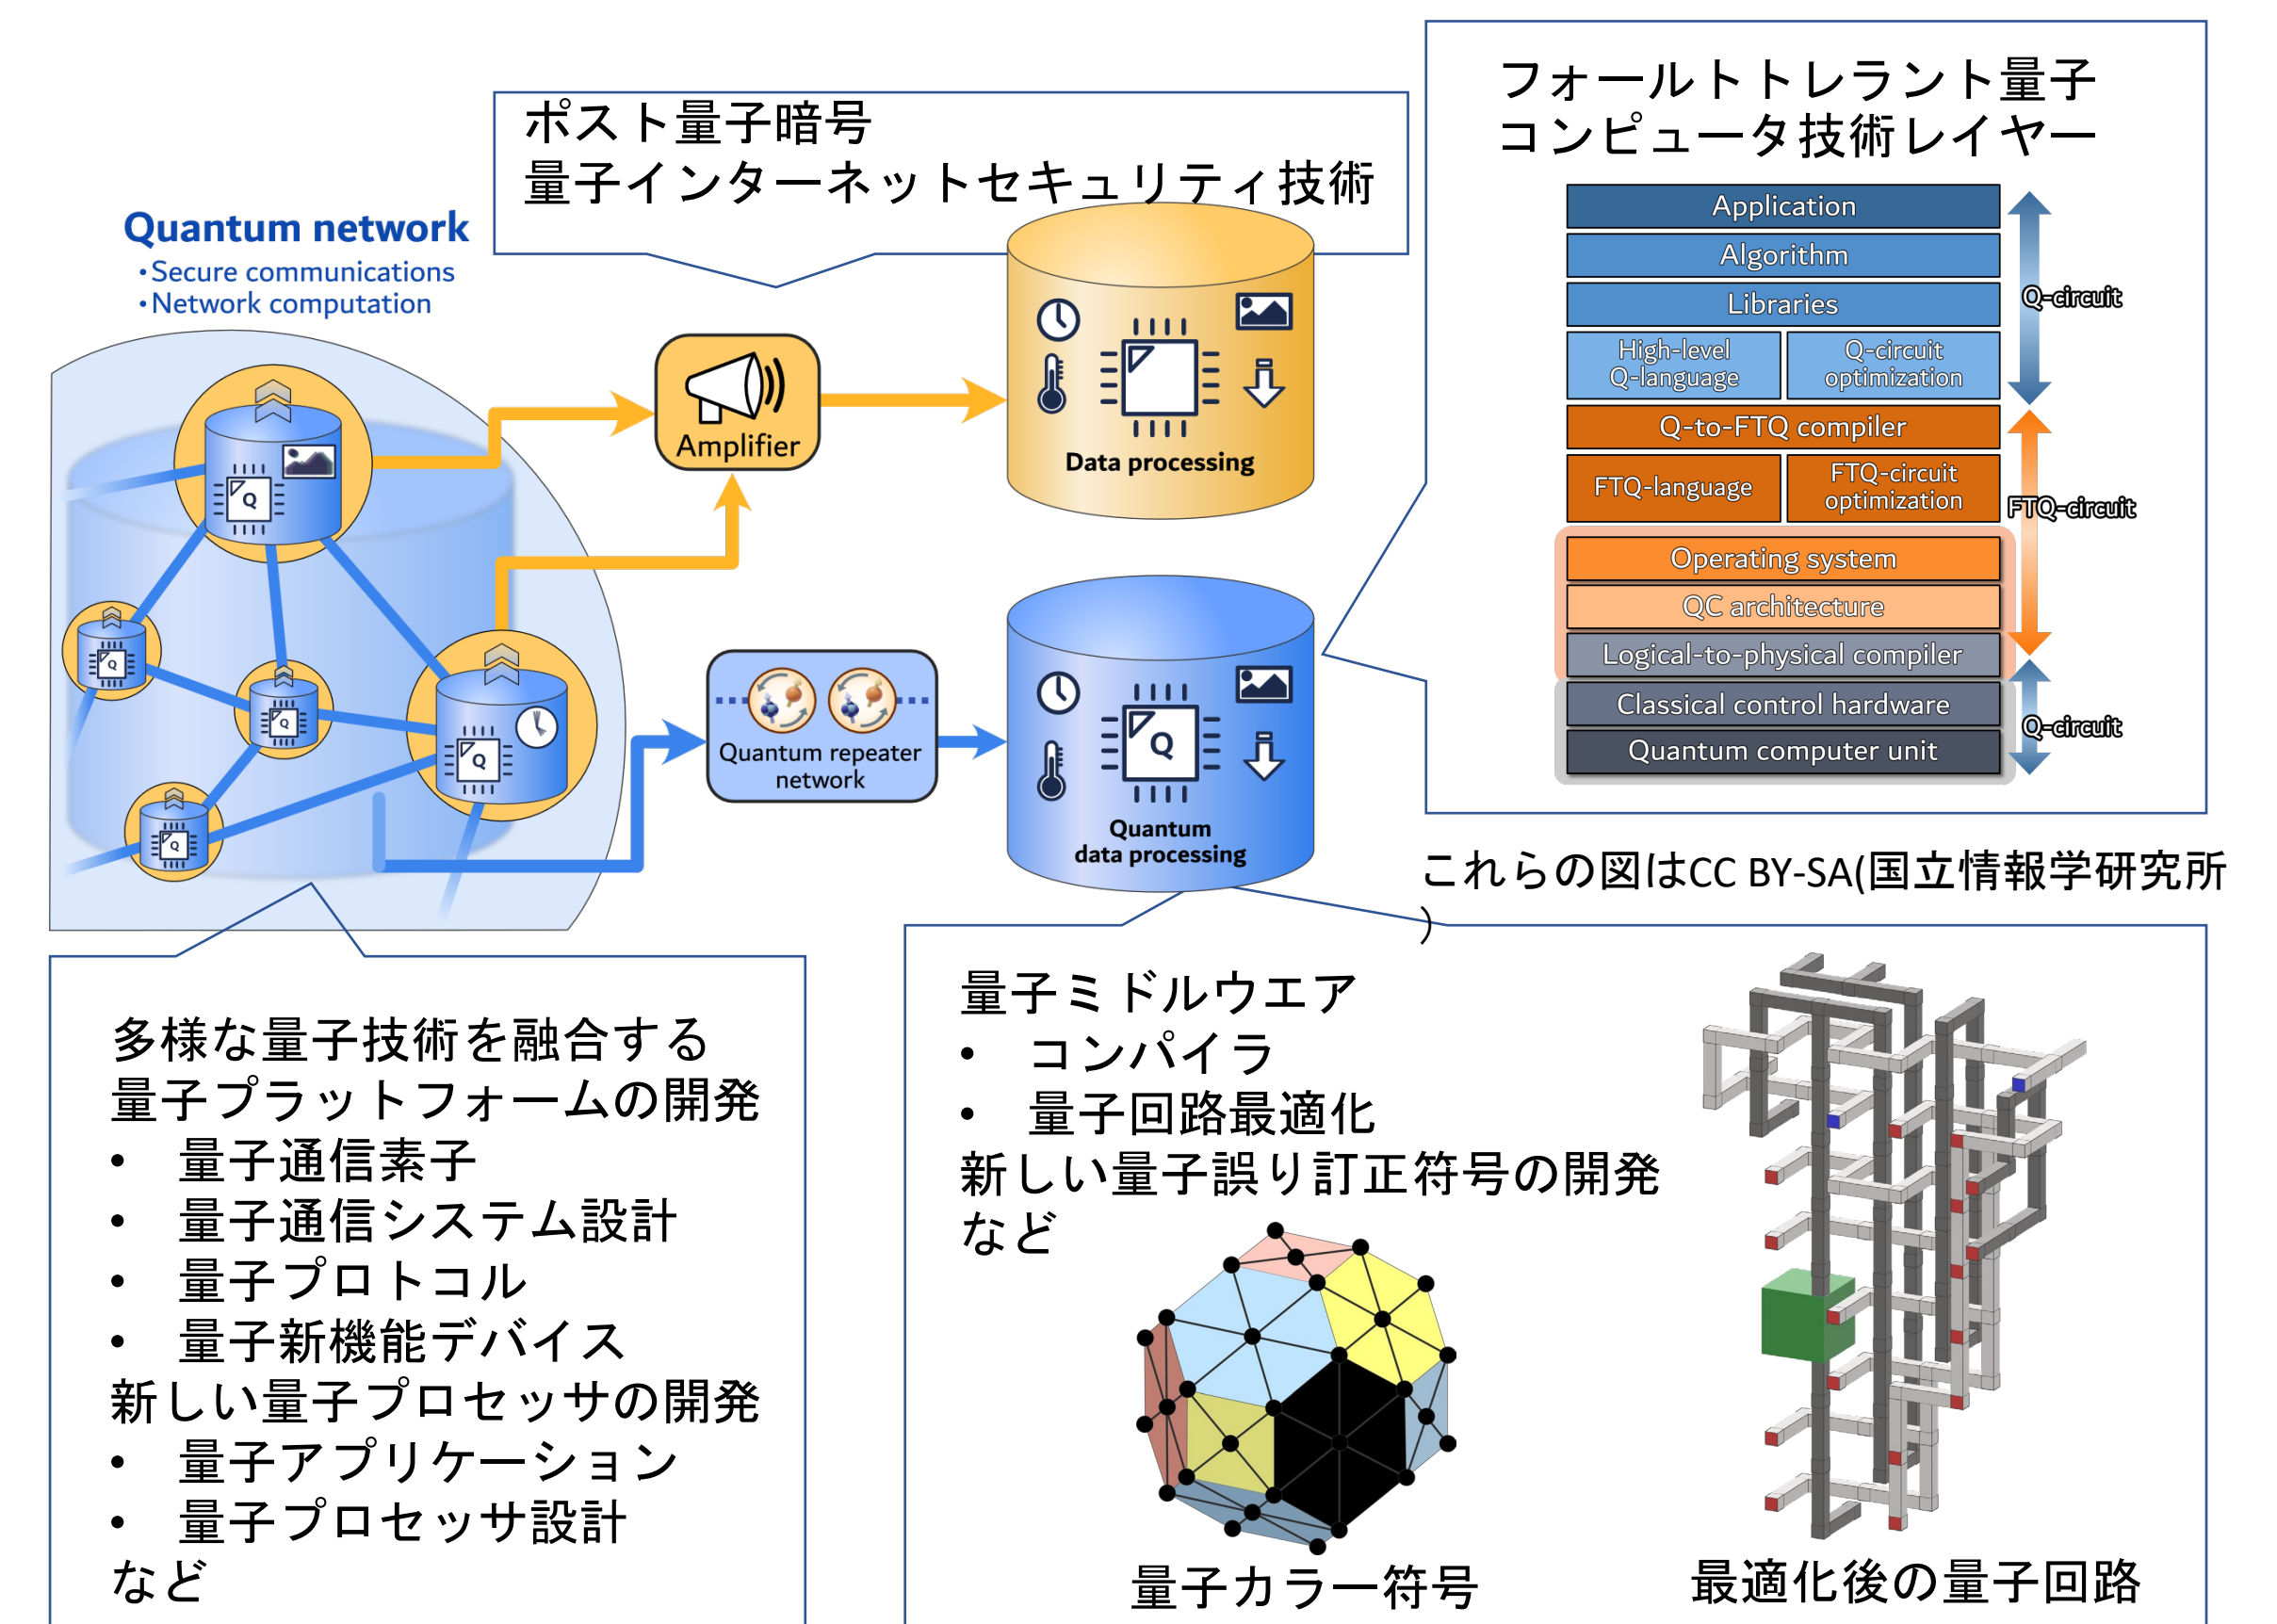 ポスト量子暗号
量子インターネットセキュリティ技術
Quantum network
•Secure communications
•Network computation
Q
Q
Q
Q
Q
Amplifier
Data processing
Quantum repeater
network
Q
Quantum
data processing
フォールトトレラント量子
コンピュータ技術レイヤー
Application
Algorithm
Libraries
High-level
Q-language
Q-circuit
optimization
Q-circuit
Q-to-FTQ compiler
FTQ-language
FTQ-circuit
optimization
FTQ-circuit
Operating system
QC architecture
Logical-to-physical compiler
Classical control hardware
Quantum computer unit
Q-circuit
これらの図はCC BY-SA(国立情報学研究所
)
多様な量子技術を融合する
量子プラットフォームの開発
• 量子通信素子
• 量子通信システム設計
• 量子プロトコル
• 量子新機能デバイス
新しい量子プロセッサの開発
• 量子アプリケーション
• 量子プロセッサ設計
など
量子ミドルウエア
• コンパイラ
• 量子回路最適化
新しい量子誤り訂正符号の開発
など
量子カラー符号
最適化後の量子回路